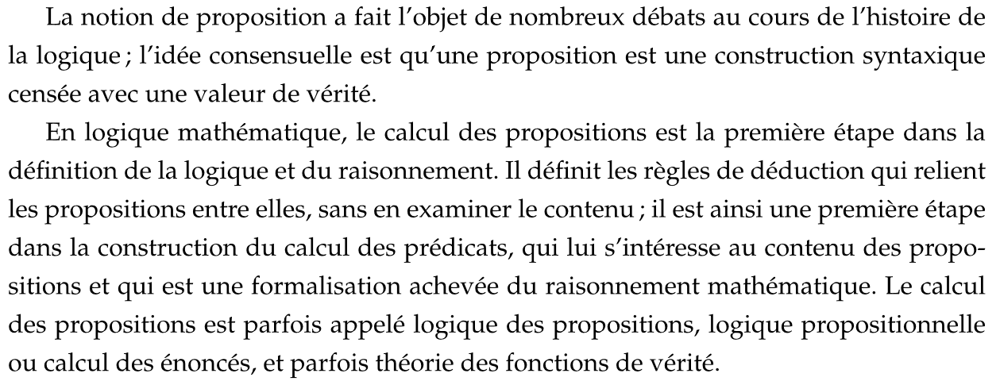 La notion de proposition a fait l’objet de nombreux débats au cours de l’histoire de
la logique ; l’idée consensuelle est qu’une proposition est une construction syntaxique
censée avec une valeur de vérité.
En logique mathématique, le calcul des propositions est la première étape dans la
définition de la logique et du raisonnement. Il définit les règles de déduction qui relient
les propositions entre elles, sans en examiner le contenu ; il est ainsi une première étape
dans la construction du calcul des prédicats, qui lui s’intéresse au contenu des propo-
sitions et qui est une formalisation achevée du raisonnement mathématique. Le calcul
des propositions est parfois appelé logique des propositions, logique propositionnelle
ou calcul des énoncés, et parfois théorie des fonctions de vérité.